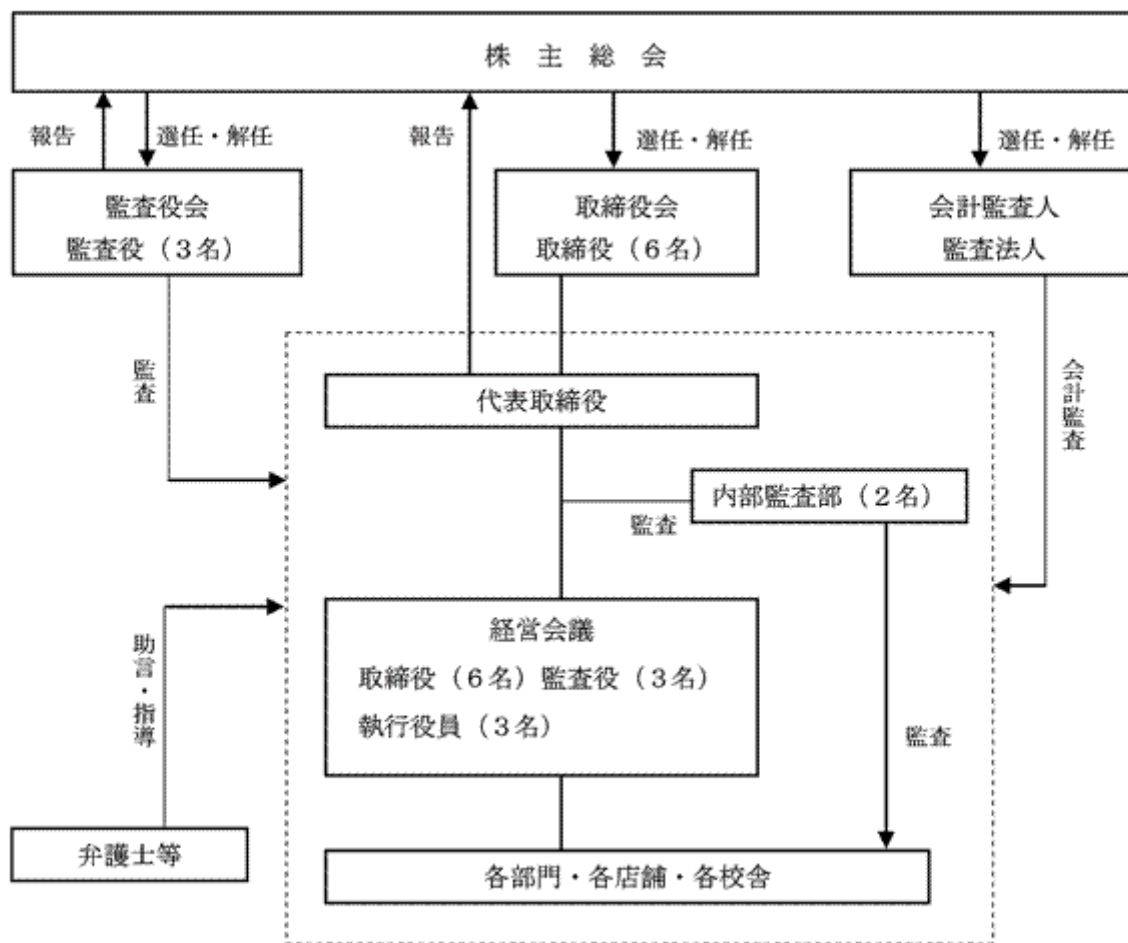 株　主　総　会
報告
選任・解任
報告
選任・解任
選任・解任
監査役会
監査役（３名）
取締役会
取締役（６名）
会計監査人
監査法人
監査
会計監査
代表取締役
内部監査部（２名）
監査
経営会議
取締役（６名）監査役（３名）
執行役員（３名）
助言・指導
監査
弁護士等
各部門・各店舗・各校舎